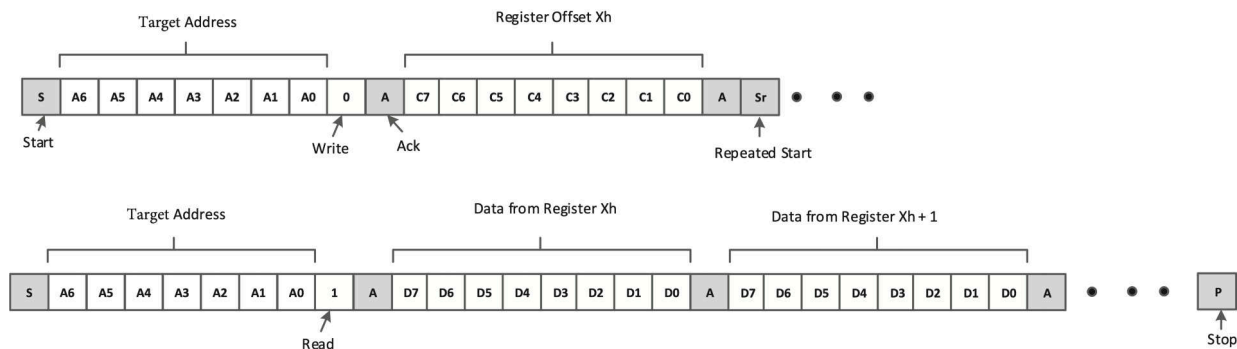 Target Address
Register Offset Xh
S A6 A5 A4 A3 A2 A1 A0 0 A C7 C6 C5 C4 C3 C2 C1 C0 A Sr
Start
Write
Ack
Repeated Start
Target Address
Data from Register Xh
Data from Register Xh + 1
S A6 A5 A4 A3 A2 A1 A0 1 A D7 D6 D5 D4 D3 D2 D1 D0 A D7 D6 D5 D4 D3 D2 D1 D0 A P
Read
Stop